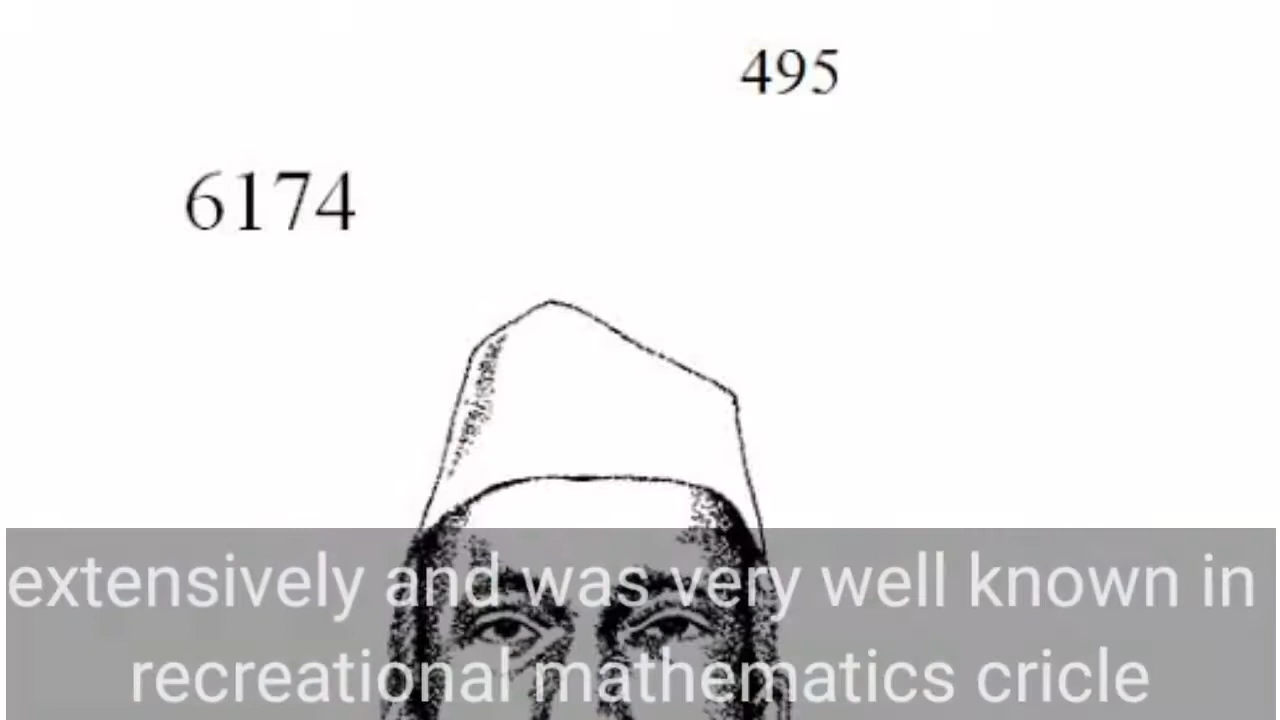 495
6174
extensively and was very well known in
recreational mathematics cricle